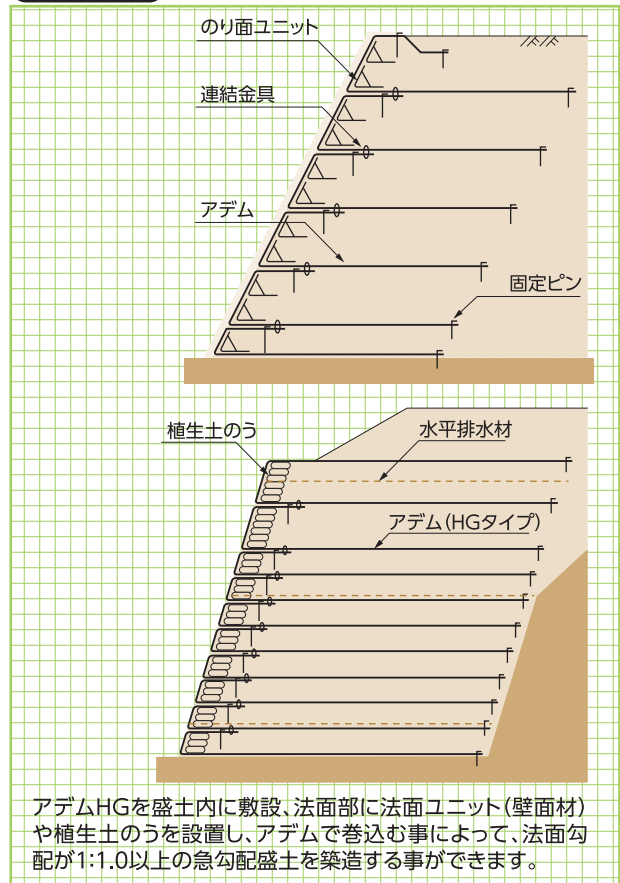 のり面ユニット
連結金具
アデム
固定ピン
植生土のう
水平排水材
アデム(HGタイプ)
アデムHGを盛土内に敷設、法面部に法面ユニット(壁面材)
や植生土のうを設置し、アデムで巻込む事によって、法面勾
配が1:1.0以上の急勾配盛土を築造する事ができます。